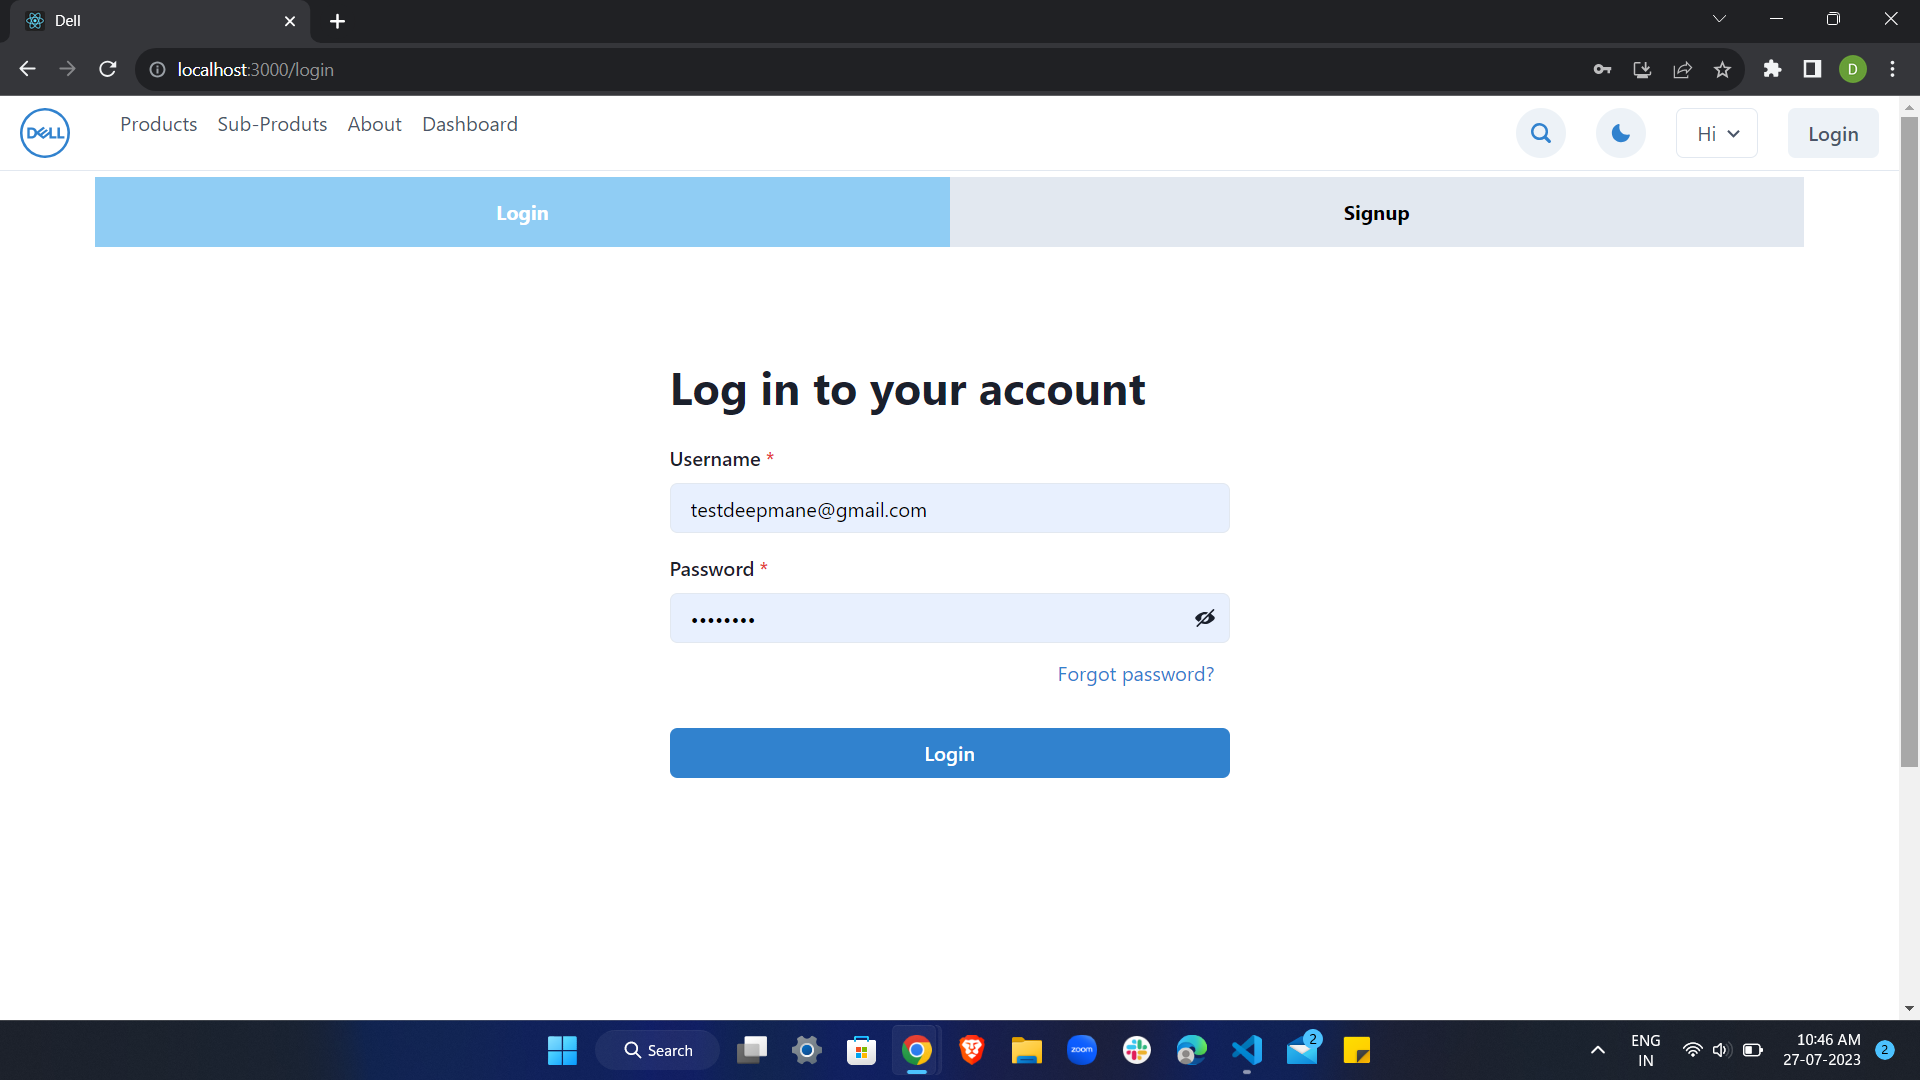 Dell
localhost:3000/login
DELL
Products Sub-Produts About Dashboard
Hi
Login
Login
Signup
Log in to your account
Username *
testdeepmane@gmail.com
Password *
••••••••
Forgot password?
Login
D
Search
zoom
2
ENG
IN
10:46 AM
27-07-2023
2